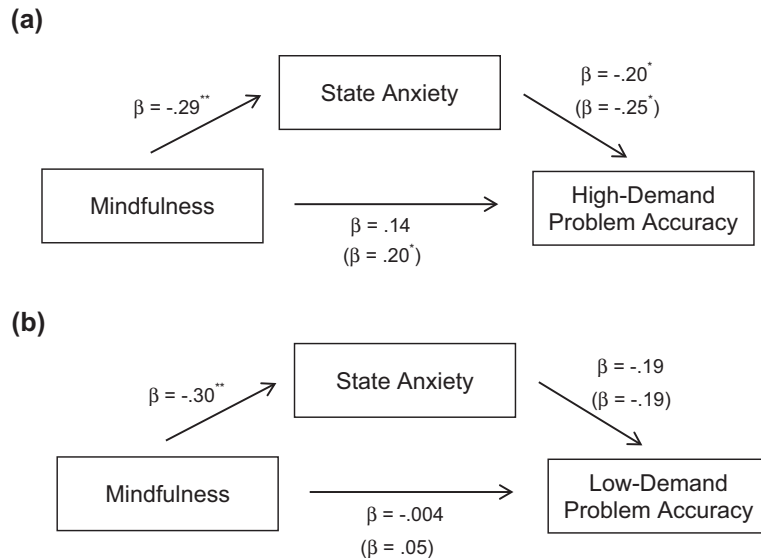 (a)
State Anxiety
β = -.29**
β = -.20*
(β = -.25*)
Mindfulness
High-Demand
Problem Accuracy
β = .14
(β = .20*)
(b)
State Anxiety
β = -.30**
β = -.19
(β = -.19)
Mindfulness
Low-Demand
Problem Accuracy
β = -.004
(β = .05)